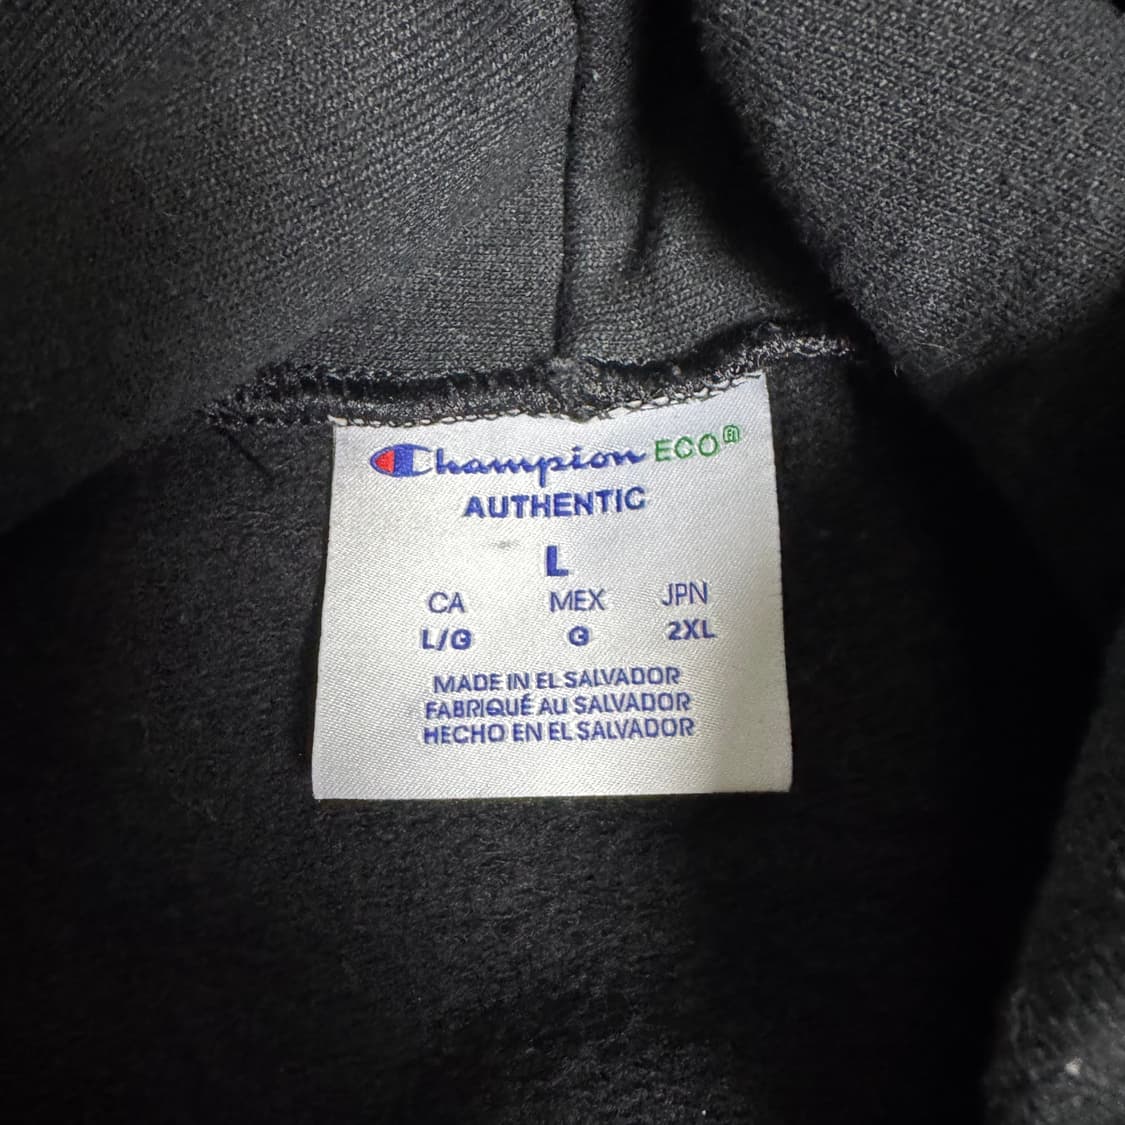 Champion ECO
AUTHENTIC
L
CA MEX JPN
L/G G 2XL
MADE IN EL SALVADOR
FABRIQUÉ AU SALVADOR
HECHO EN EL SALVADOR